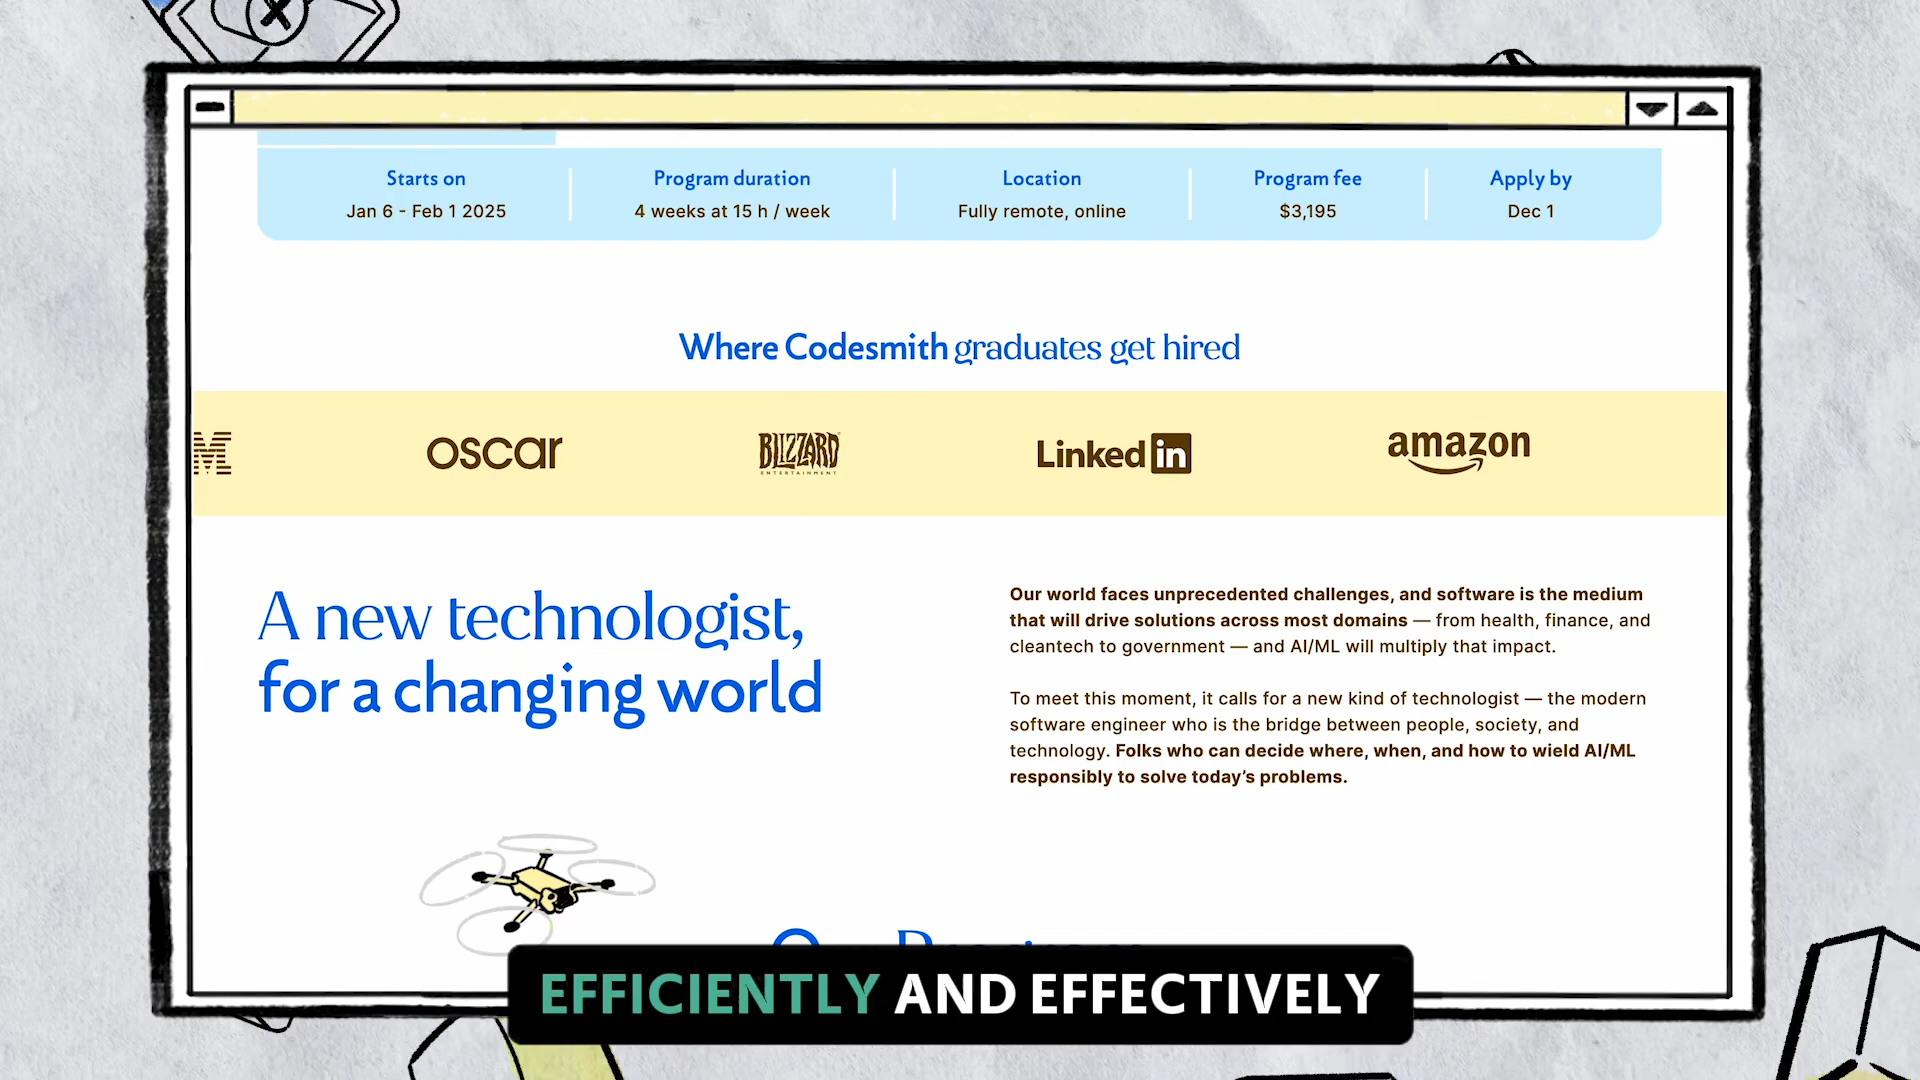 Starts on
Jan 6 - Feb 1 2025
Program duration
4 weeks at 15 h / week
Location
Fully remote, online
Program fee
$3,195
Apply by
Dec 1
Where Codesmith graduates get hired
oscar
BLIZZARD
ENTERTAINMENT
Linked in
amazon
A new technologist,
for a changing world
Our world faces unprecedented challenges, and software is the medium
that will drive solutions across most domains — from health, finance, and
cleantech to government — and AI/ML will multiply that impact.
To meet this moment, it calls for a new kind of technologist — the modern
software engineer who is the bridge between people, society, and
technology. Folks who can decide where, when, and how to wield AI/ML
responsibly to solve today’s problems.
EFFICIENTLY AND EFFECTIVELY